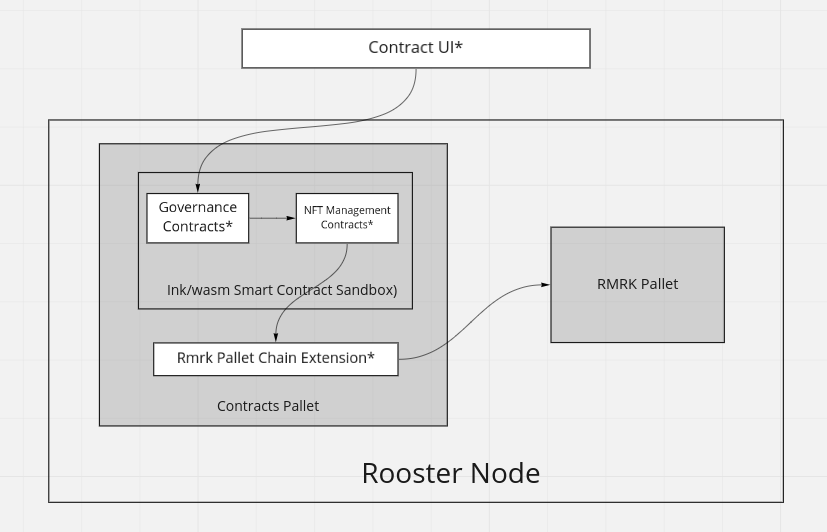 Contract UI*
Governance
Contracts*
NFT Management
Contracts*
Ink/wasm Smart Contract Sandbox)
Rmrk Pallet Chain Extension*
Contracts Pallet
RMRK Pallet
Rooster Node